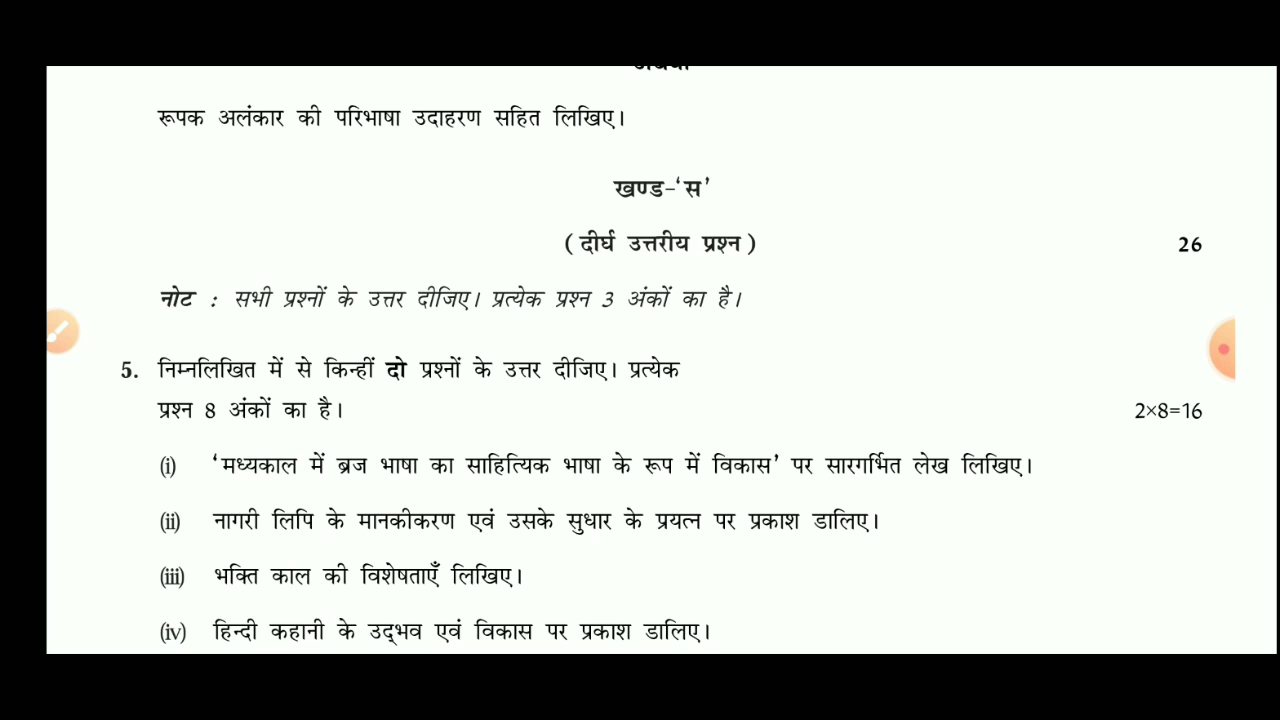 रूपक अलंकार की परिभाषा उदाहरण सहित लिखिए।
खण्ड-‘स’
(दीर्घ उत्तरीय प्रश्न) 26
नोट : सभी प्रश्नों के उत्तर दीजिए। प्रत्येक प्रश्न 3 अंकों का है।
5. निम्नलिखित में से किन्हीं दो प्रश्नों के उत्तर दीजिए। प्रत्येक
प्रश्न 8 अंकों का है। 2×8=16
(i) ‘मध्यकाल में ब्रज भाषा का साहित्यिक भाषा के रूप में विकास’ पर सारगर्भित लेख लिखिए।
(ii) नागरी लिपि के मानकीकरण एवं उसके सुधार के प्रयत्न पर प्रकाश डालिए।
(iii) भक्ति काल की विशेषताएँ लिखिए।
(iv) हिन्दी कहानी के उद्‌भव एवं विकास पर प्रकाश डालिए।